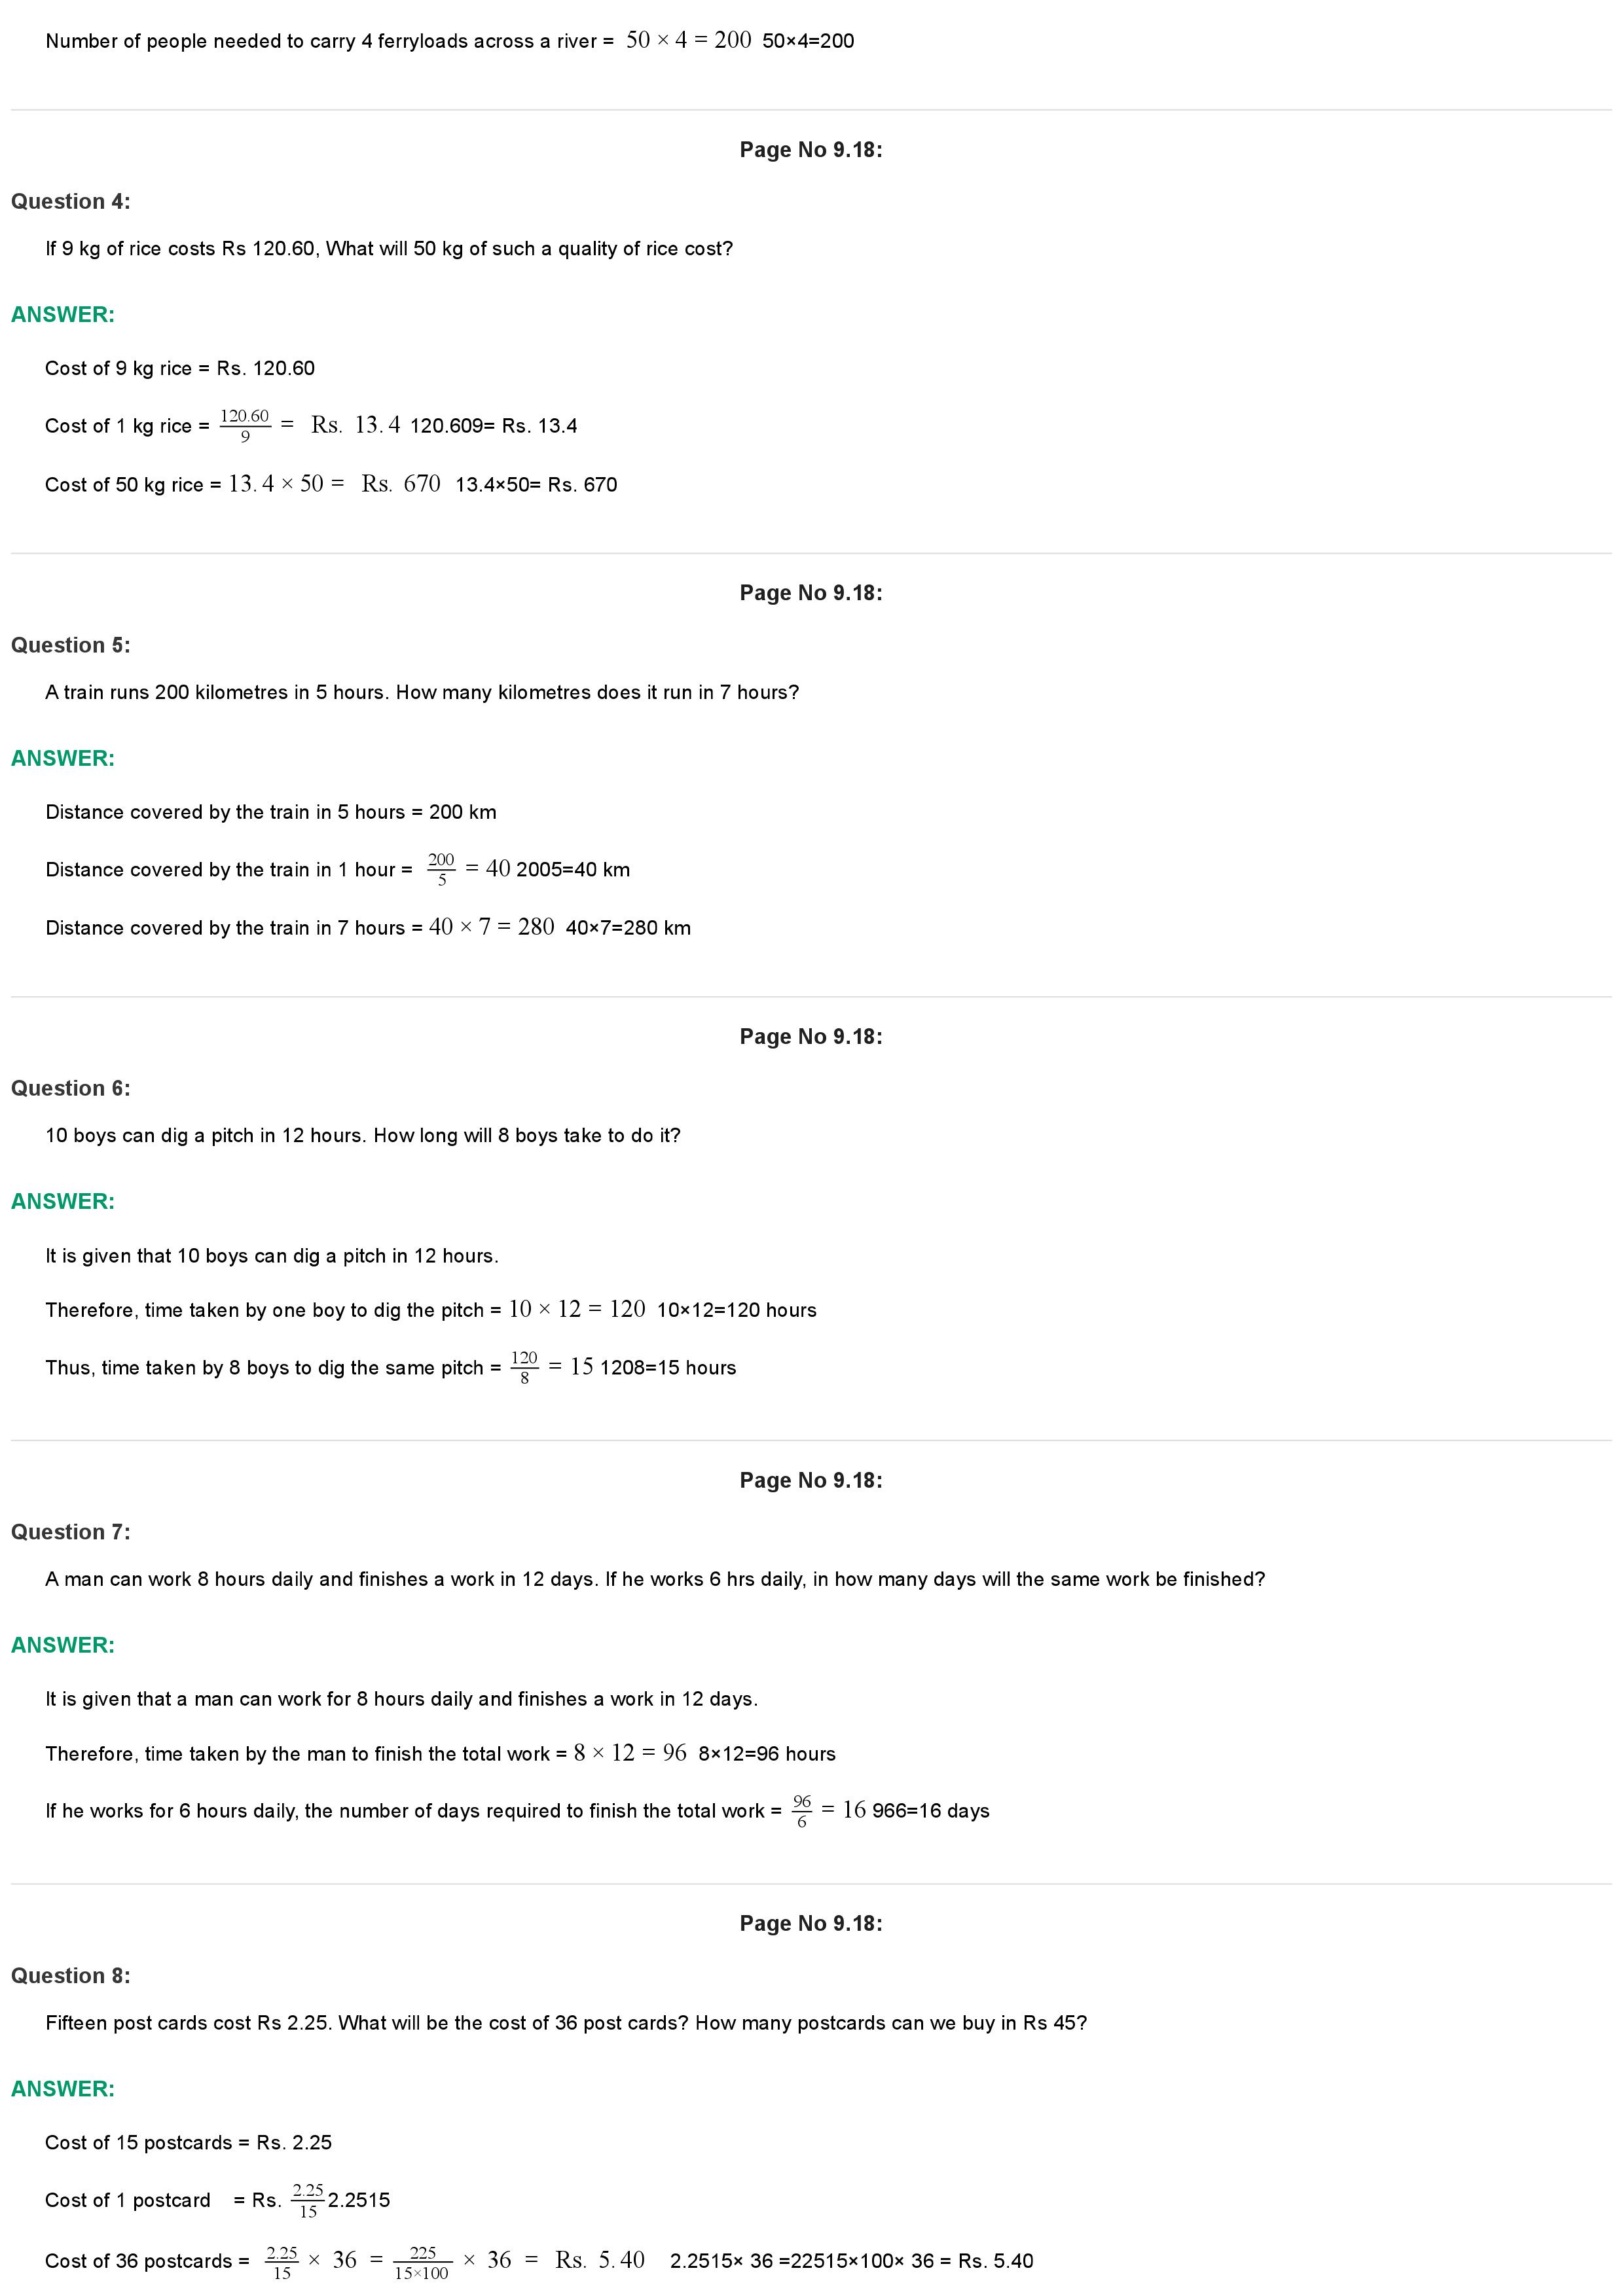 Number of people needed to carry 4 ferryloads across a river = 50 × 4 = 200 50×4=200
Page No 9.18:
Question 4:
If 9 kg of rice costs Rs 120.60, What will 50 kg of such a quality of rice cost?
ANSWER:
Cost of 9 kg rice = Rs. 120.60
Cost of 1 kg rice = 120.60/9 = Rs. 13.4 120.609= Rs. 13.4
Cost of 50 kg rice = 13.4 × 50 = Rs. 670 13.4×50= Rs. 670
Page No 9.18:
Question 5:
A train runs 200 kilometres in 5 hours. How many kilometres does it run in 7 hours?
ANSWER:
Distance covered by the train in 5 hours = 200 km
Distance covered by the train in 1 hour = 200/5 = 40 2005=40 km
Distance covered by the train in 7 hours = 40 × 7 = 280 40×7=280 km
Page No 9.18:
Question 6:
10 boys can dig a pitch in 12 hours. How long will 8 boys take to do it?
ANSWER:
It is given that 10 boys can dig a pitch in 12 hours.
Therefore, time taken by one boy to dig the pitch = 10 × 12 = 120 10×12=120 hours
Thus, time taken by 8 boys to dig the same pitch = 120/8 = 15 1208=15 hours
Page No 9.18:
Question 7:
A man can work 8 hours daily and finishes a work in 12 days. If he works 6 hrs daily, in how many days will the same work be finished?
ANSWER:
It is given that a man can work for 8 hours daily and finishes a work in 12 days.
Therefore, time taken by the man to finish the total work = 8 × 12 = 96 8×12=96 hours
If he works for 6 hours daily, the number of days required to finish the total work = 96/6 = 16 966=16 days
Page No 9.18:
Question 8:
Fifteen post cards cost Rs 2.25. What will be the cost of 36 post cards? How many postcards can we buy in Rs 45?
ANSWER:
Cost of 15 postcards = Rs. 2.25
Cost of 1 postcard = Rs. 2.25/15 2.2515
Cost of 36 postcards = 2.25/15 × 36 = 225/15×100 × 36 = Rs. 5.40 2.2515× 36 =22515×100× 36 = Rs. 5.40